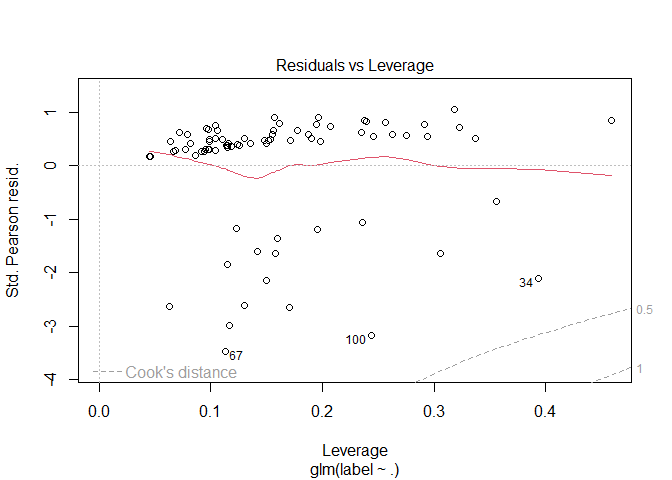 Residuals vs Leverage
Std. Pearson resid.
1
0
-1
-2
-3
-4
34
100
67
0.5
1
Cook's distance
0.0 0.1 0.2 0.3 0.4
Leverage
glm(label ~ .)